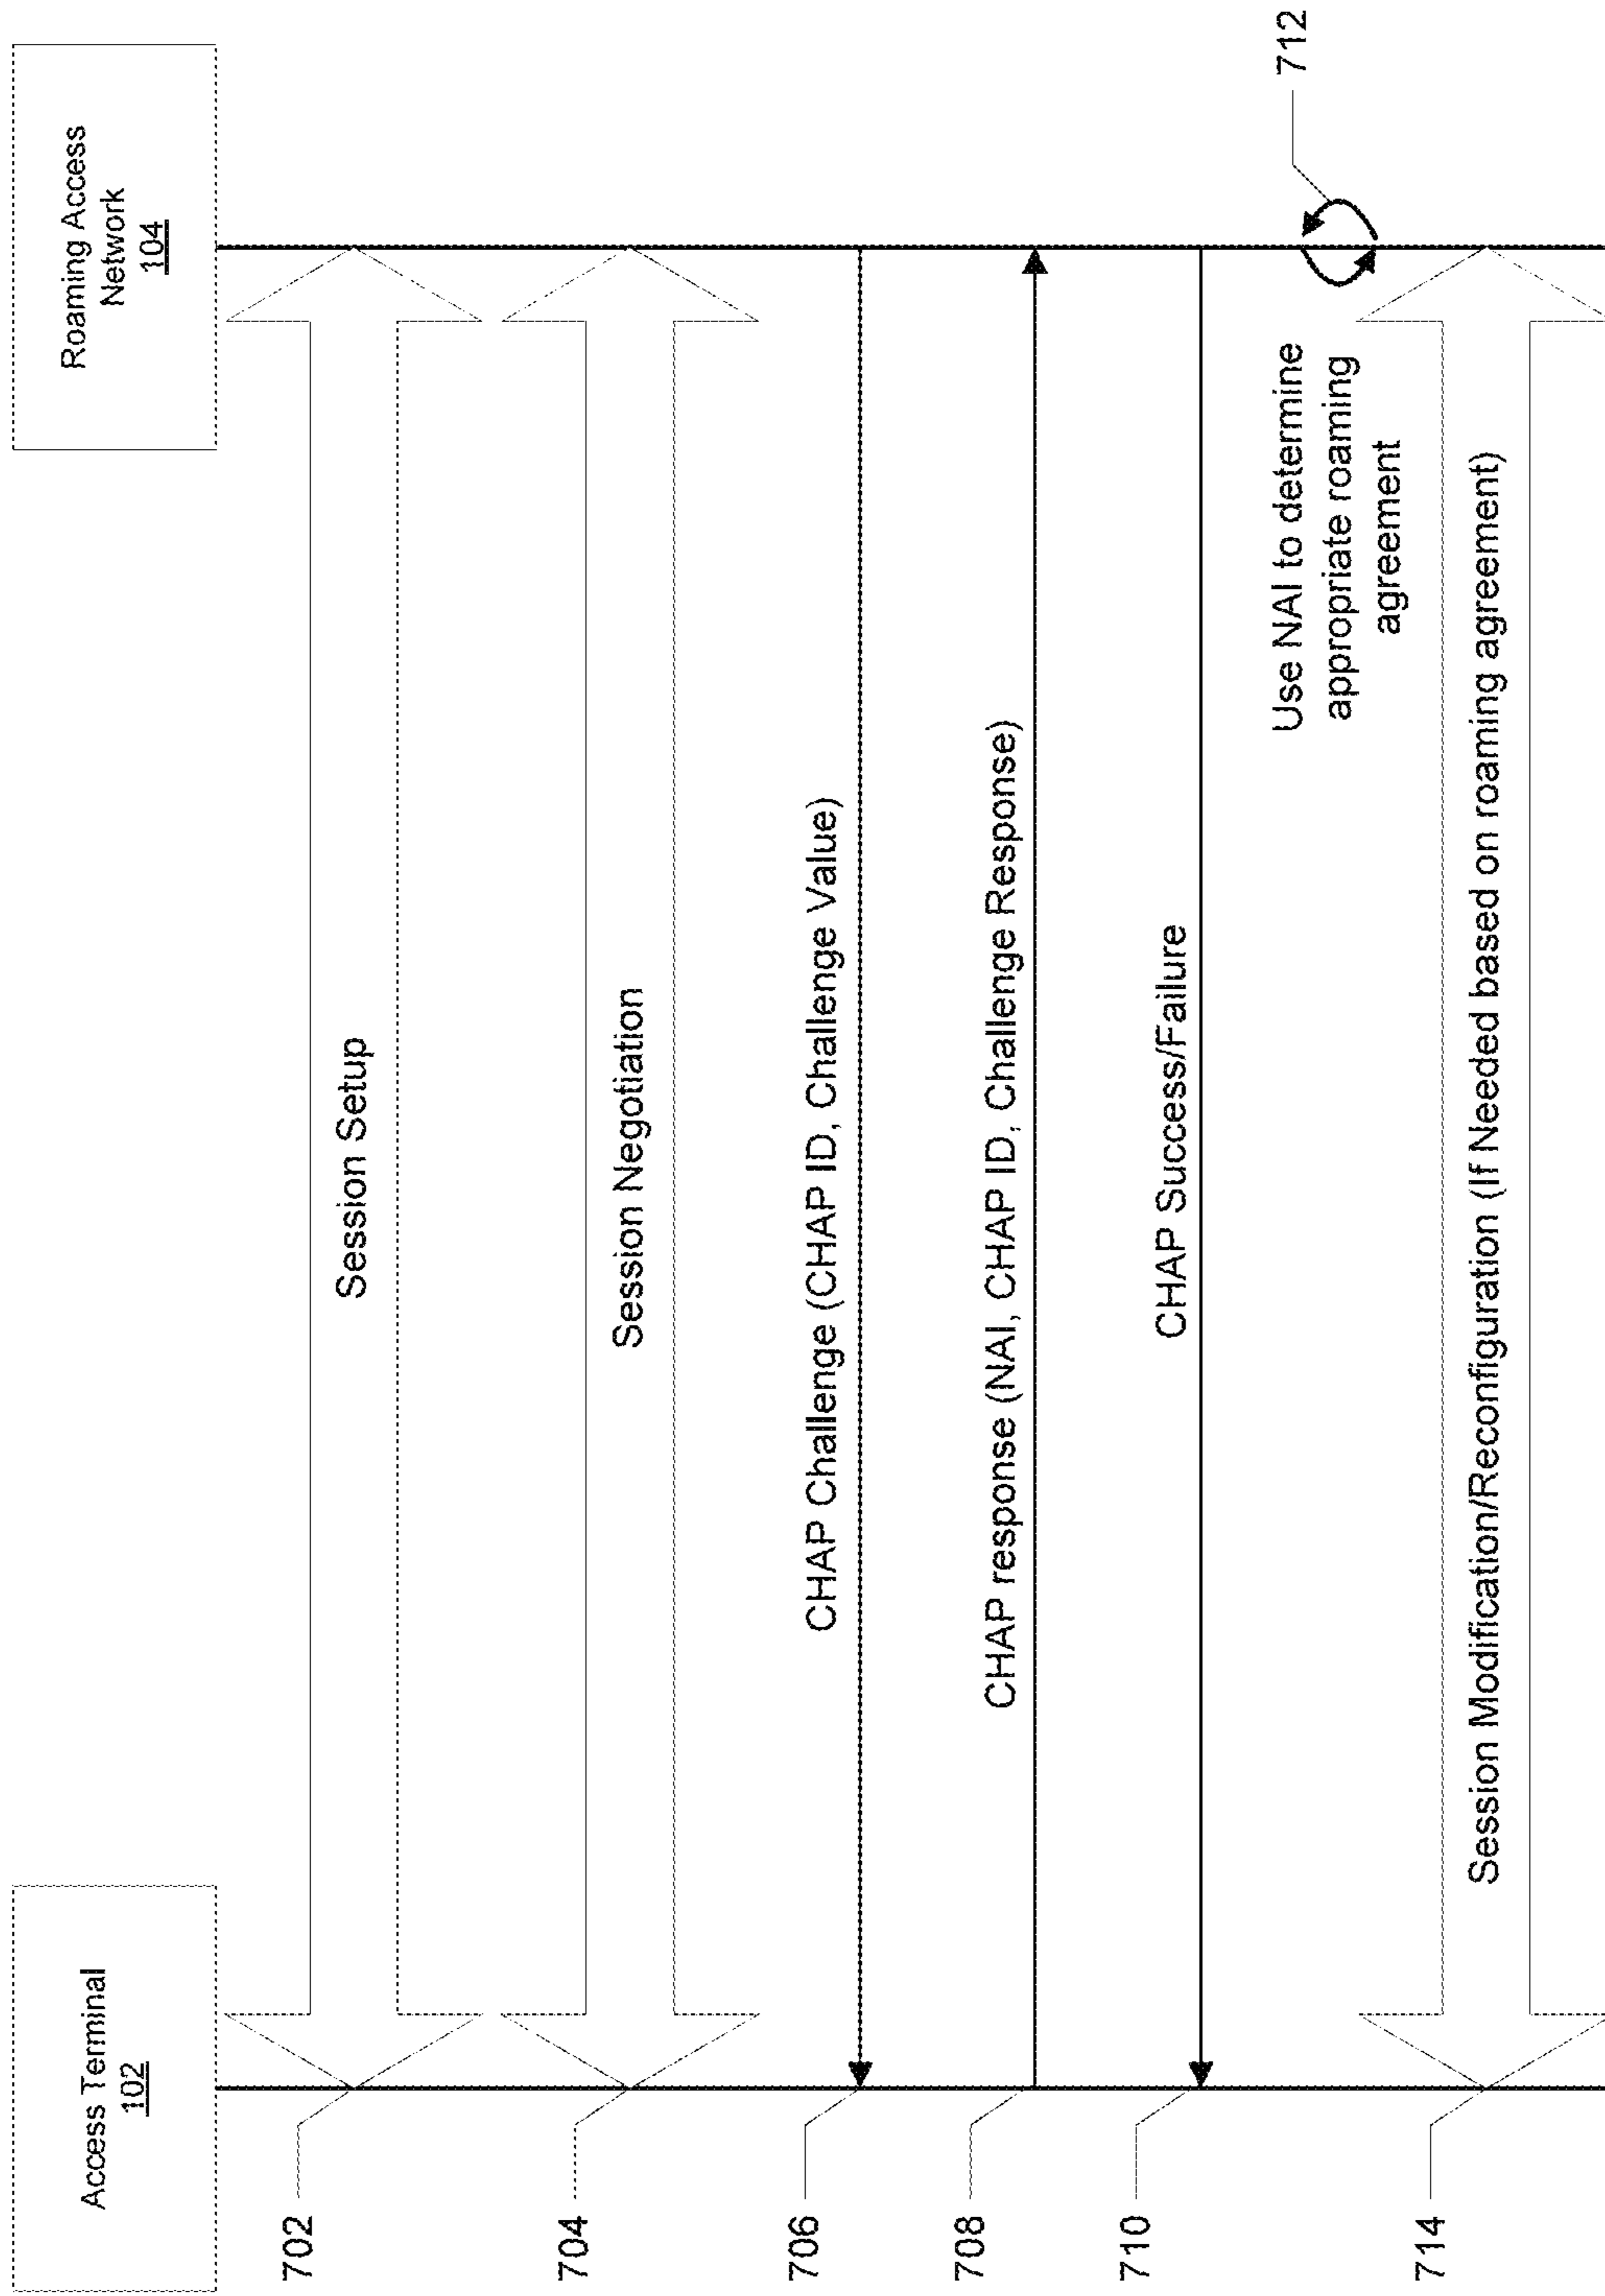 Access Terminal
102
Roaming Access
Network
104
702
Session Setup
704
Session Negotiation
706
CHAP Challenge (CHAP ID, Challenge Value)
708
CHAP response (NAI, CHAP ID, Challenge Response)
710
CHAP Success/Failure
712
Use NAI to determine
appropriate roaming
agreement
714
Session Modification/Reconfiguration (If Needed based on roaming agreement)